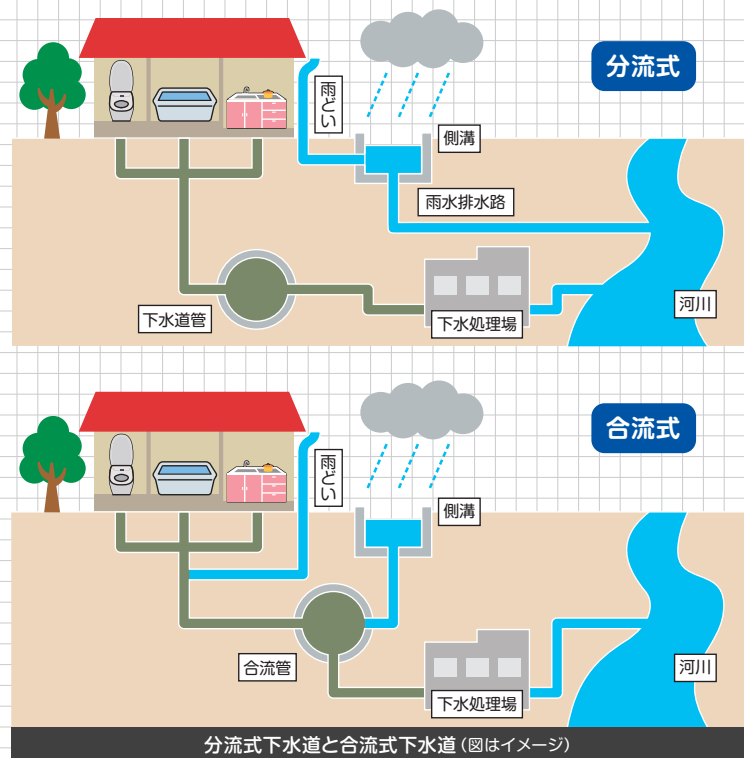 分流式
雨どい
側溝
雨水排水路
下水道管
下水処理場
河川
合流式
雨どい
側溝
合流管
下水処理場
河川
分流式下水道と合流式下水道(図はイメージ)